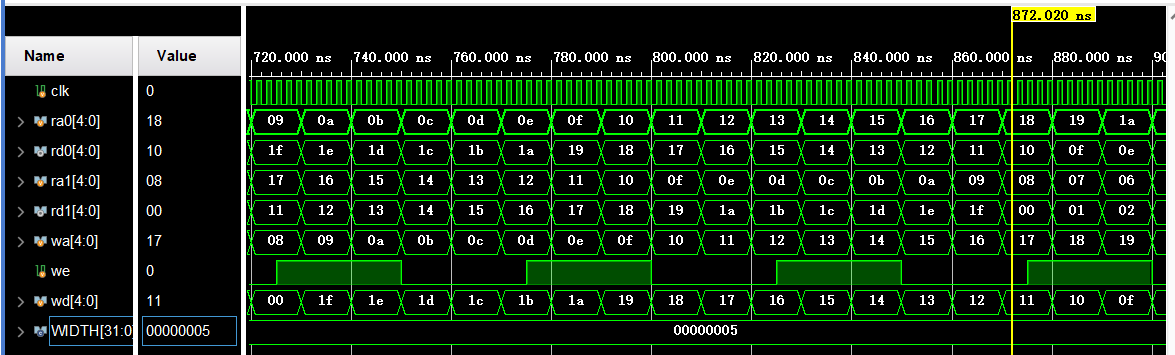 872.020 ns
Name Value
720.000 ns 740.000 ns 760.000 ns 780.000 ns 800.000 ns 820.000 ns 840.000 ns 860.000 ns 880.000 ns 90
clk 0
ra0[4:0] 18 09 0a 0b 0c 0d 0e 0f 10 11 12 13 14 15 16 17 18 19 1a
rd0[4:0] 10 1f 1e 1d 1c 1b 1a 19 18 17 16 15 14 13 12 11 10 0f 0e
ra1[4:0] 08 17 16 15 14 13 12 11 10 0f 0e 0d 0c 0b 0a 09 08 07 06
rd1[4:0] 00 11 12 13 14 15 16 17 18 19 1a 1b 1c 1d 1e 1f 00 01 02
wa[4:0] 17 08 09 0a 0b 0c 0d 0e 0f 10 11 12 13 14 15 16 17 18 19
we 0
wd[4:0] 11 00 1f 1e 1d 1c 1b 1a 19 18 17 16 15 14 13 12 11 10 0f
WIDTH[31:0 00000005 00000005